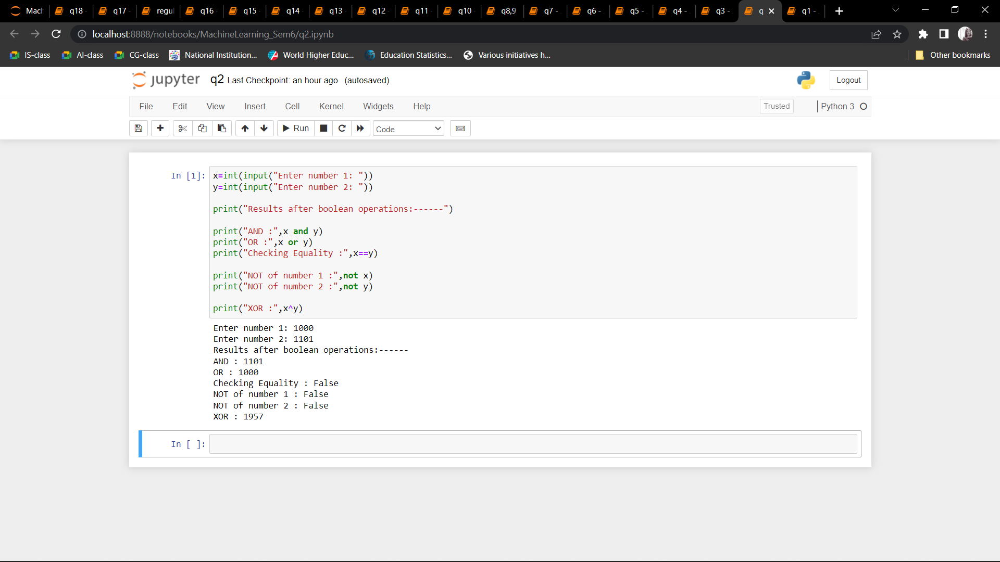 Mach q18 - q17 - regul q16 - q15 - q14 - q13 - q12 - q11 - q10 - q8,9 q7 - q6 - q5 - q4 - q3 - q q1 -
localhost:8888/notebooks/MachineLearning_Sem6/q2.ipynb
IS-class AI-class CG-class National Institution... World Higher Educ... Education Statistics... Various initiatives h... Other bookmarks
jupyter q2 Last Checkpoint: an hour ago (autosaved) Logout
File Edit View Insert Cell Kernel Widgets Help Trusted Python 3
Run Code
In [1]: x=int(input("Enter number 1: "))
y=int(input("Enter number 2: "))
print("Results after boolean operations:------")
print("AND :",x and y)
print("OR :",x or y)
print("Checking Equality :",x==y)
print("NOT of number 1 :",not x)
print("NOT of number 2 :",not y)
print("XOR :",x^y)
Enter number 1: 1000
Enter number 2: 1101
Results after boolean operations:------
AND : 1101
OR : 1000
Checking Equality : False
NOT of number 1 : False
NOT of number 2 : False
XOR : 1957
In [ ]: